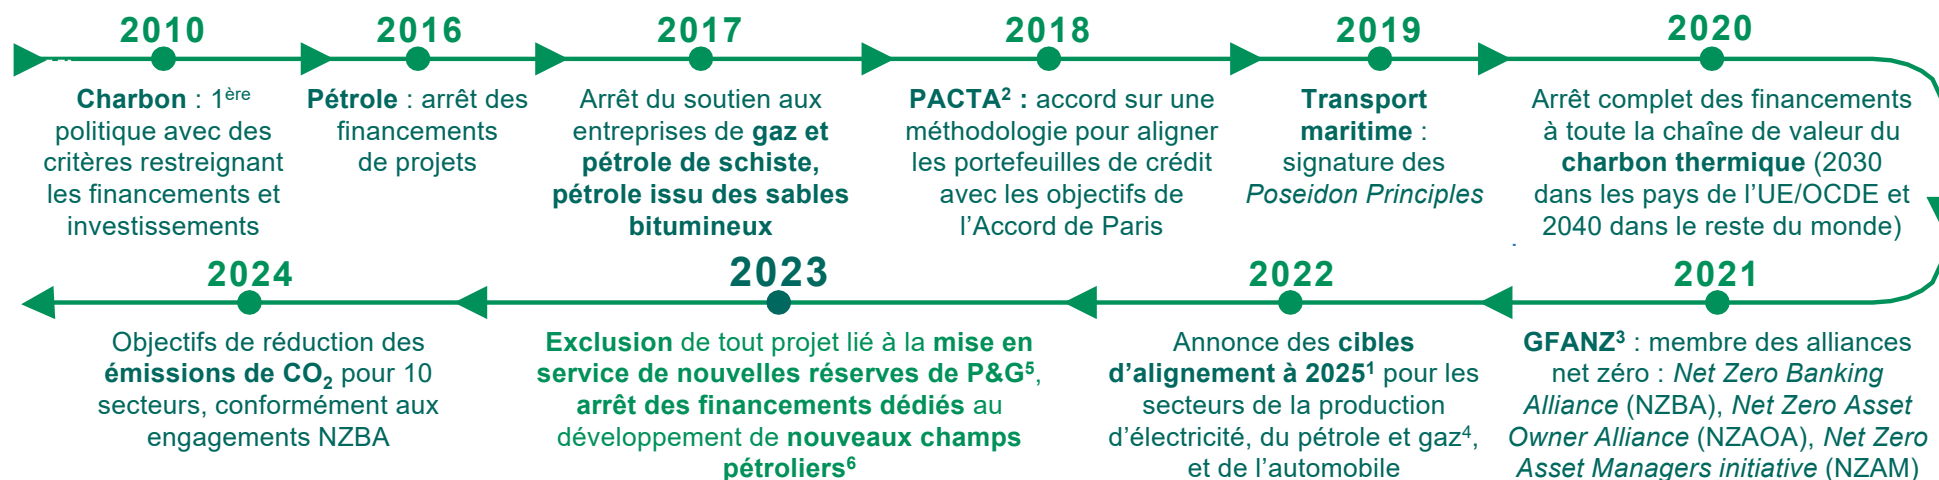 2010
Charbon : 1ère
politique avec des
critères restreignant
les financements et
investissements
2016
Pétrole : arrêt des
financements
de projets
2017
Arrêt du soutien aux
entreprises de gaz et
pétrole de schiste,
pétrole issu des sables
bitumineux
2018
PACTA² : accord sur une
méthodologie pour aligner
les portefeuilles de crédit
avec les objectifs de
l’Accord de Paris
2019
Transport
maritime :
signature des
Poseidon Principles
2020
Arrêt complet des financements
à toute la chaîne de valeur du
charbon thermique (2030
dans les pays de l’UE/OCDE et
2040 dans le reste du monde)
2021
GFANZ³ : membre des alliances
net zéro : Net Zero Banking
Alliance (NZBA), Net Zero Asset
Owner Alliance (NZAOA), Net Zero
Asset Managers initiative (NZAM)
2022
Annonce des cibles
d’alignement à 2025¹ pour les
secteurs de la production
d’électricité, du pétrole et gaz⁴,
et de l’automobile
2023
Exclusion de tout projet lié à la mise en
service de nouvelles réserves de P&G⁵,
arrêt des financements dédiés au
développement de nouveaux champs
pétroliers⁶
2024
Objectifs de réduction des
émissions de CO₂ pour 10
secteurs, conformément aux
engagements NZBA